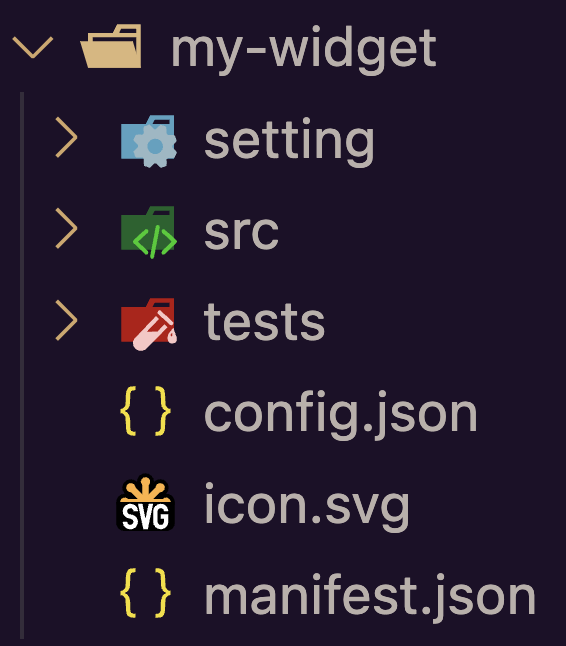 my-widget
setting
src
tests
{ } config.json
SVG icon.svg
{ } manifest.json